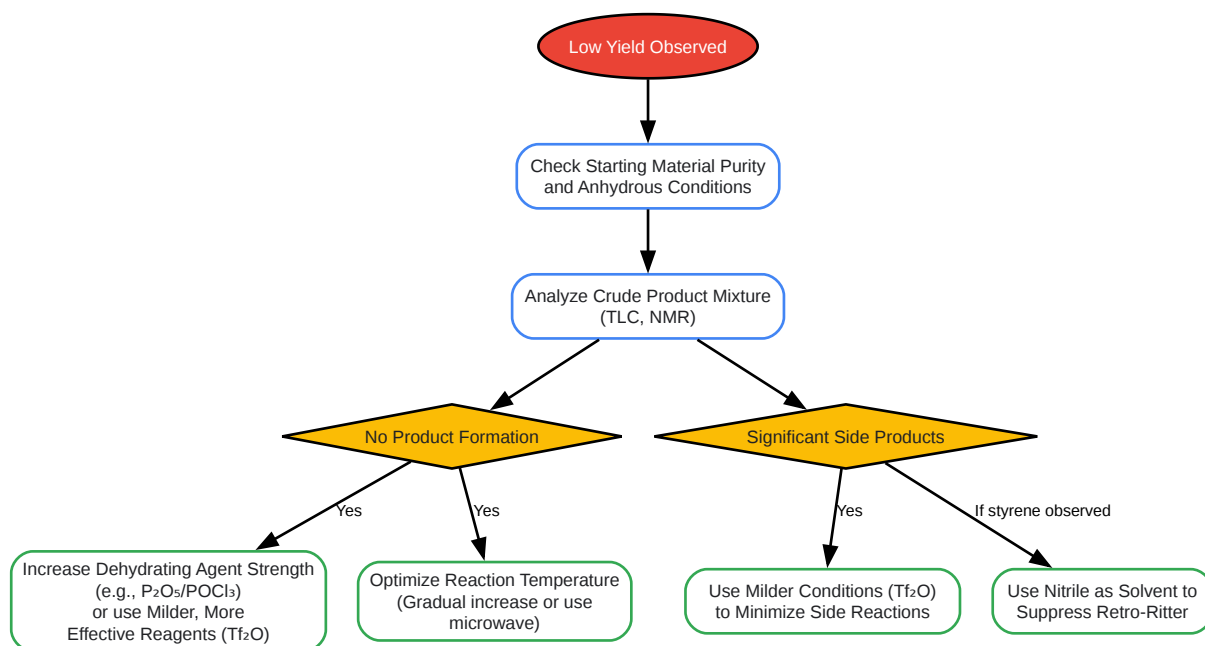 Low Yield Observed
Check Starting Material Purity
and Anhydrous Conditions
Analyze Crude Product Mixture
(TLC, NMR)
No Product Formation
Significant Side Products
Yes
Yes
Yes
If styrene observed
Increase Dehydrating Agent Strength
(e.g., P₂O₅/POCl₃)
or use Milder, More
Effective Reagents (Tf₂O)
Optimize Reaction Temperature
(Gradual increase or use
microwave)
Use Milder Conditions (Tf₂O)
to Minimize Side Reactions
Use Nitrile as Solvent to
Suppress Retro-Ritter